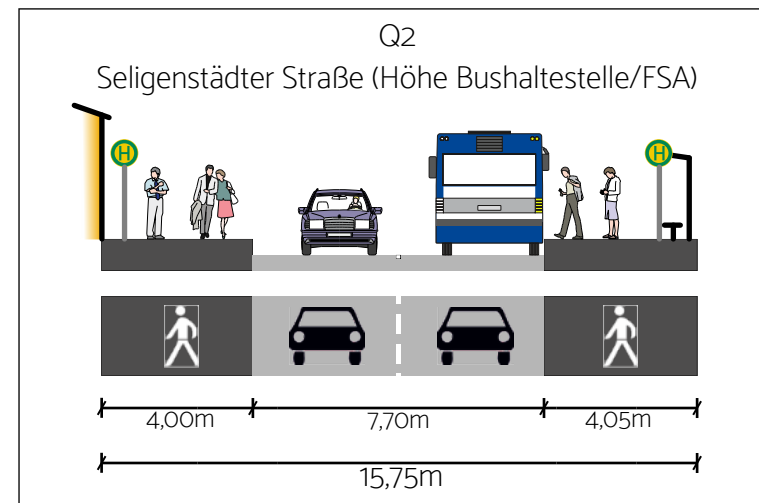 Q2
Seligenstädter Straße (Höhe Bushaltestelle/FSA)
H
H
4,00m
7,70m
4,05m
15,75m